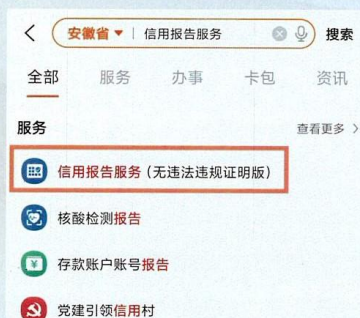 安徽省 信用报告服务 搜索
全部 服务 办事 卡包 资讯
服务 查看更多
信用报告服务(无违法违规证明版)
核酸检测报告
存款账户账号报告
党建引领信用村